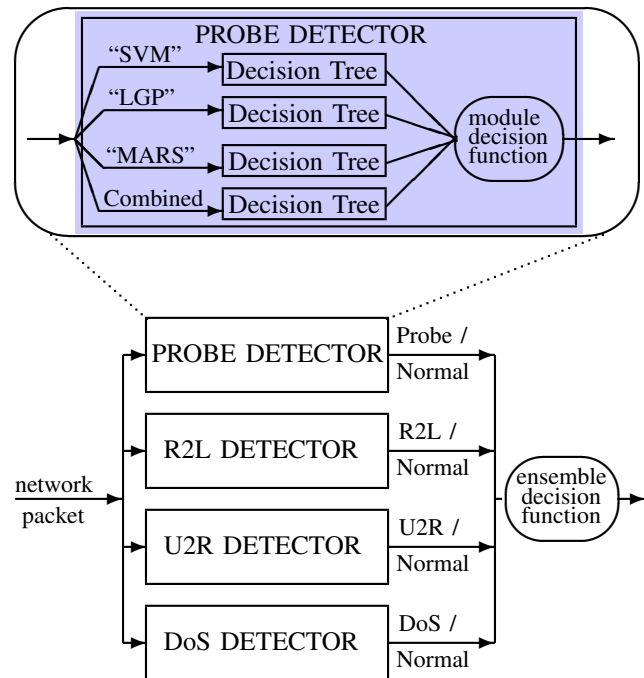 PROBE DETECTOR
“SVM”
Decision Tree
“LGP”
Decision Tree
“MARS”
Decision Tree
Combined
Decision Tree
module
decision
function
PROBE DETECTOR
Probe /
Normal
R2L DETECTOR
R2L /
Normal
network
packet
ensemble
decision
function
U2R DETECTOR
U2R /
Normal
DoS DETECTOR
DoS /
Normal